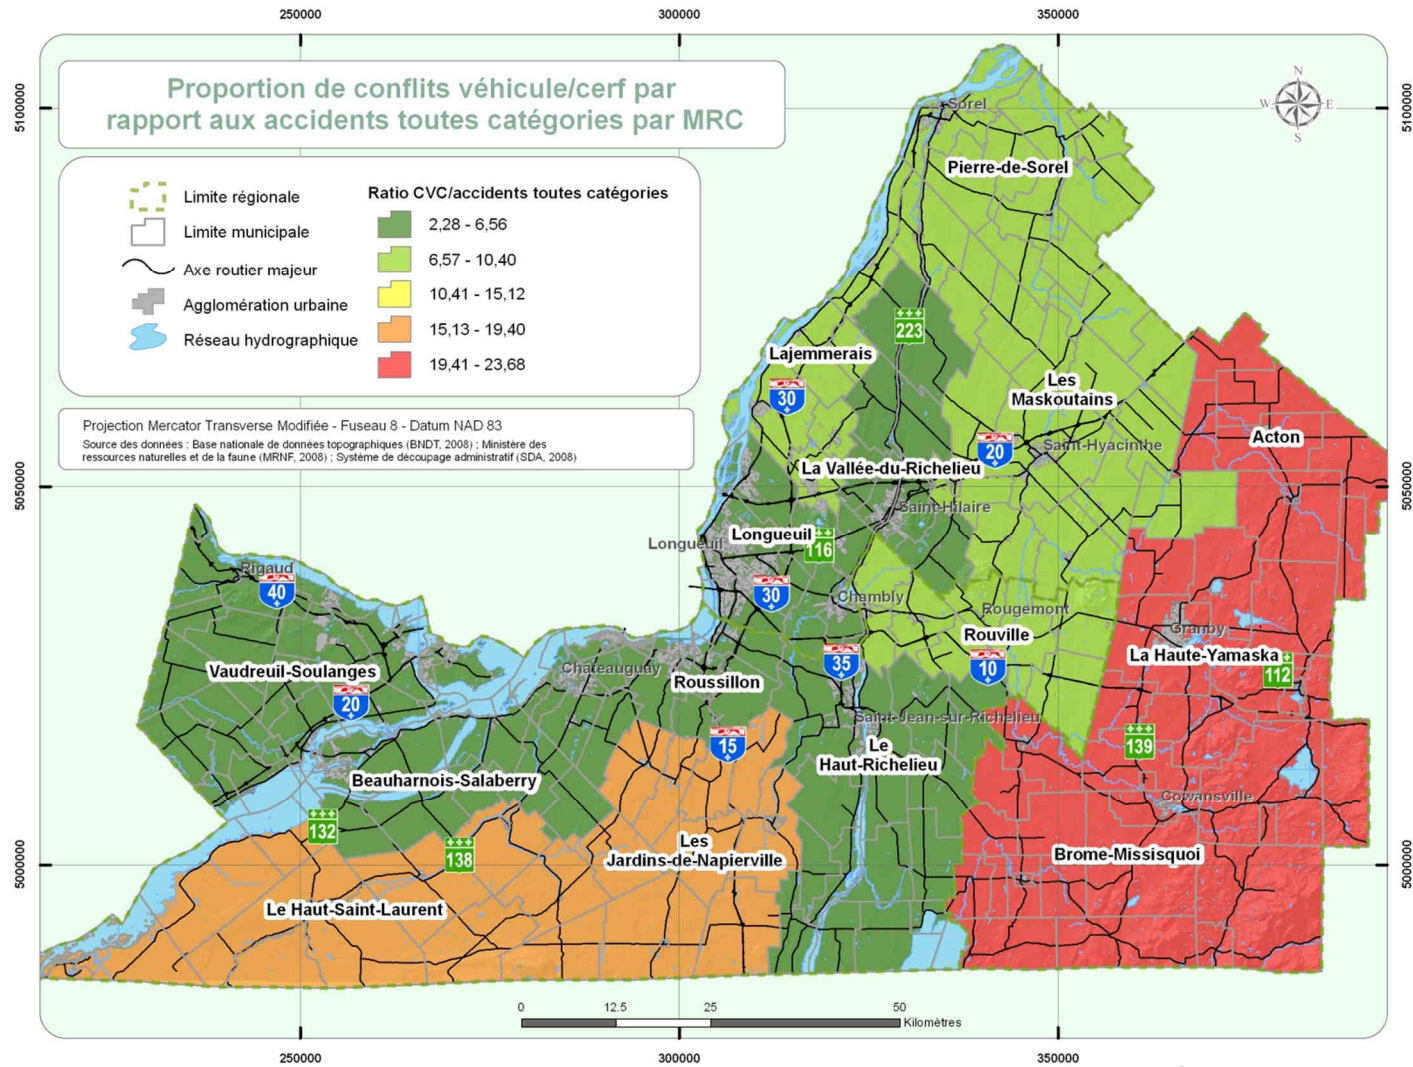 250000
300000
350000
5100000
5100000
Proportion de conflits véhicule/cerf par
rapport aux accidents toutes catégories par MRC
N
W
E
S
Limite régionale
Limite municipale
Axe routier majeur
Agglomération urbaine
Réseau hydrographique
Ratio CVC/accidents toutes catégories
2,28 - 6,56
6,57 - 10,40
10,41 - 15,12
15,13 - 19,40
19,41 - 23,68
Projection Mercator Transverse Modifiée - Fuseau 8 - Datum NAD 83
Source des données : Base nationale de données topographiques (BNDT, 2008) ; Ministère des
ressources naturelles et de la faune (MRNF, 2008) ; Système de découpage administratif (SDA, 2008)
Sorel
Pierre-de-Sorel
223
Lajemmerais
30
Les
Maskoutains
Acton
20
Saint-Hyacinthe
La Vallée-du-Richelieu
5050000
5050000
Saint-Hilaire
Longueuil
Longueuil
116
Rigaud
40
30
Chambly
Rougemont
Rouville
Granby
La Haute-Yamaska
112
Châteauguay
Roussillon
35
10
Vaudreuil-Soulanges
20
Saint-Jean-sur-Richelieu
15
Le
Haut-Richelieu
139
Beauharnois-Salaberry
Cowansville
132
138
Les
Jardins-de-Napierville
Brome-Missisquoi
5000000
5000000
Le Haut-Saint-Laurent
0
12.5
25
50
Kilomètres
250000
300000
350000